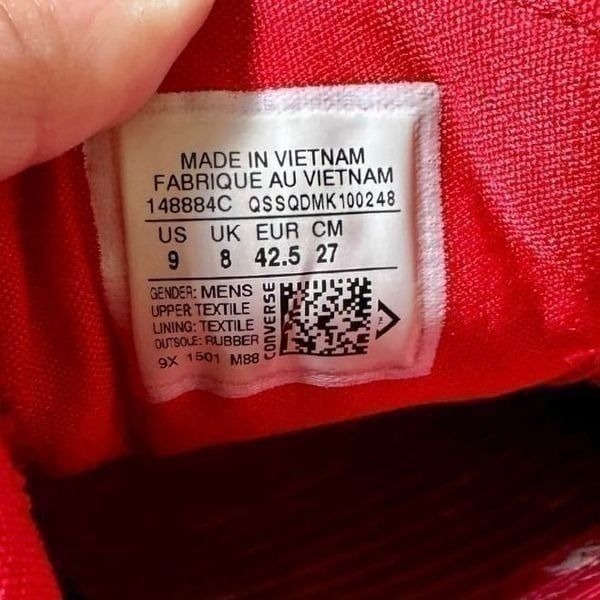 MADE IN VIETNAM
FABRIQUE AU VIETNAM
148884C QSSQDMK100248
US UK EUR CM
9 8 42.5 27
GENDER: MENS
UPPER TEXTILE
LINING: TEXTILE
OUTSOLE: RUBBER
9X 1501 M88
CONVERSE